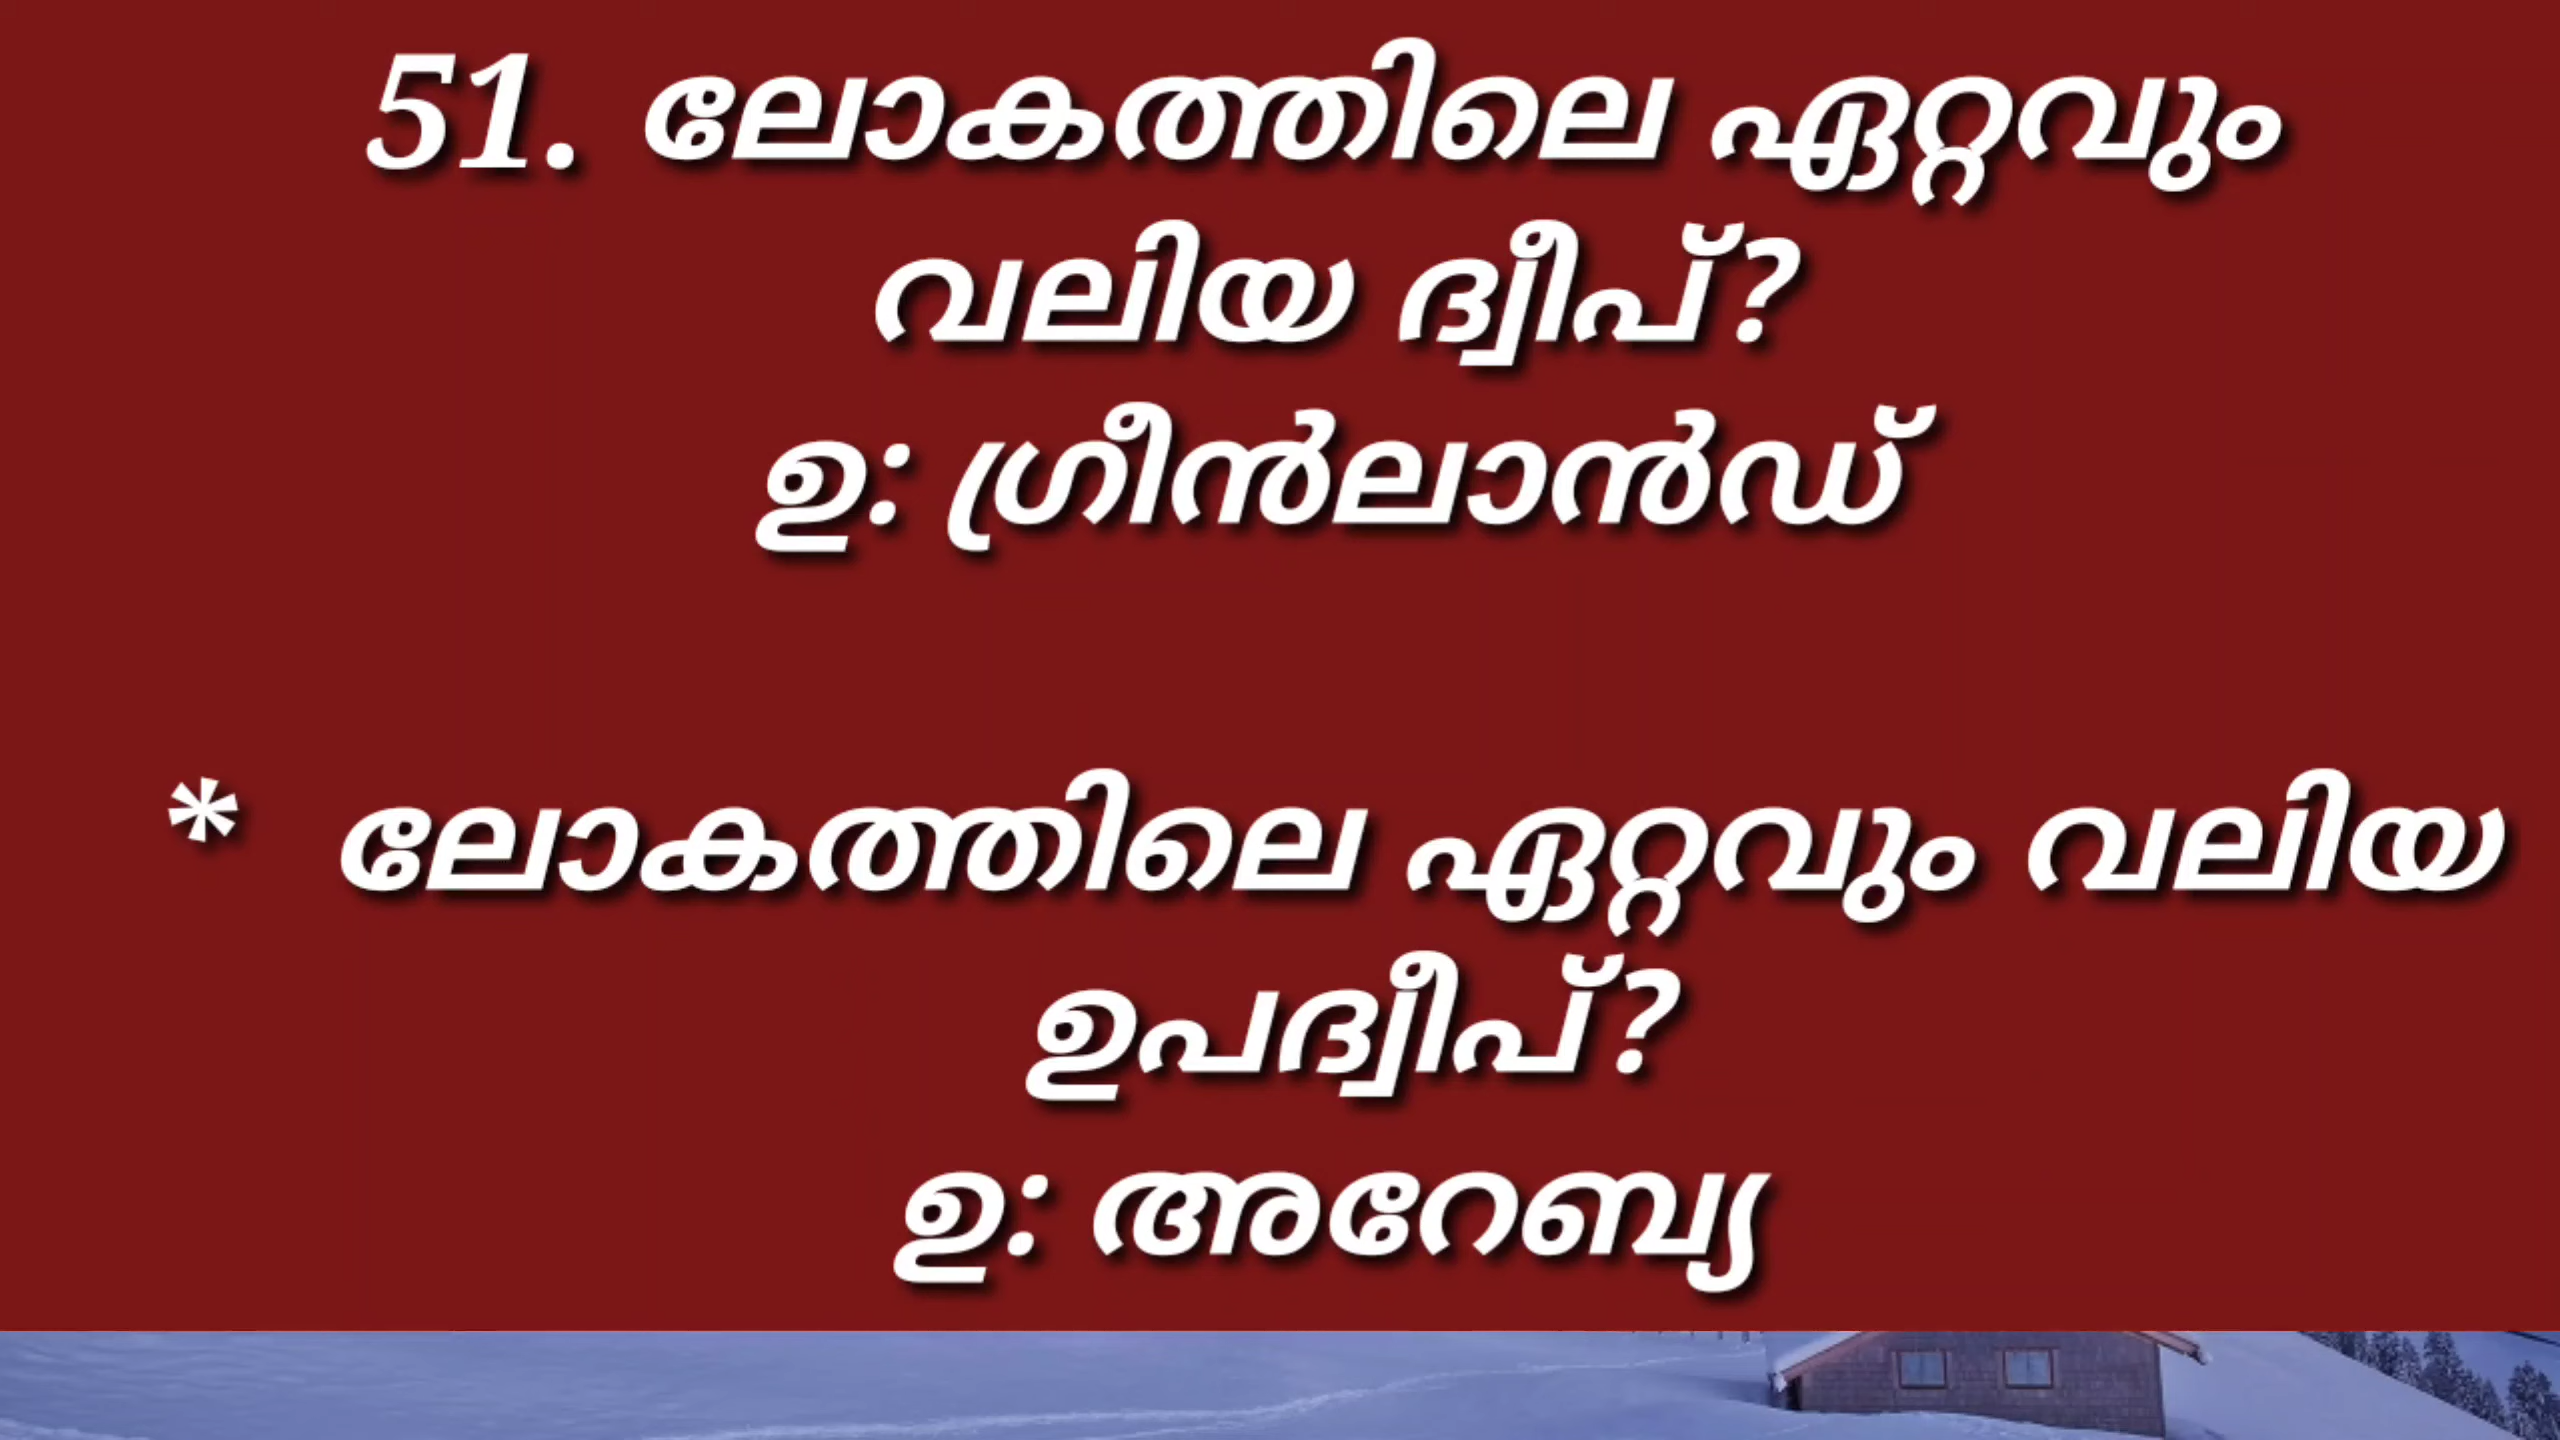 51. ലോകത്തിലെ ഏറ്റവും
വലിയ ദ്വീപ്?
ഉ: ഗ്രീൻലാൻഡ്
* ലോകത്തിലെ ഏറ്റവും വലിയ
ഉപദ്വീപ്?
ഉ: അറേബ്യ